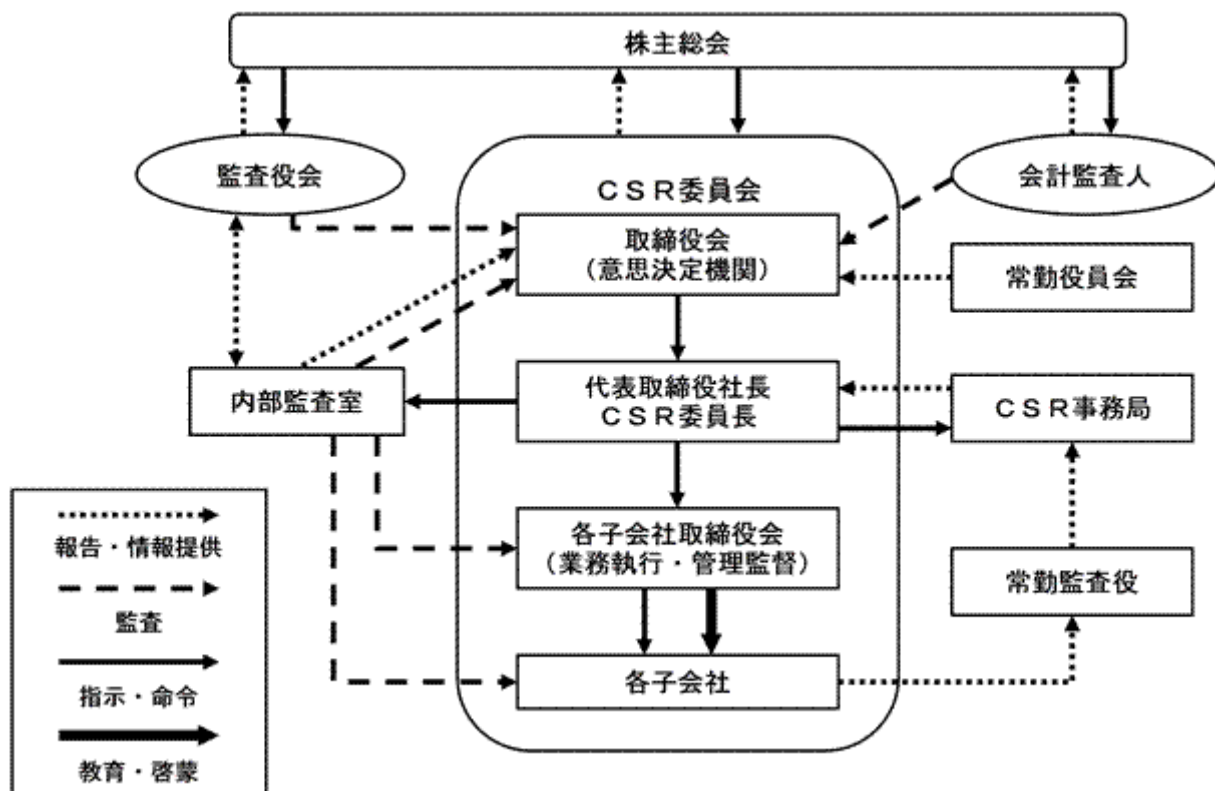 株主総会
監査役会
会計監査人
ＣＳＲ委員会
取締役会
（意思決定機関）
常勤役員会
内部監査室
代表取締役社長
ＣＳＲ委員長
ＣＳＲ事務局
各子会社取締役会
（業務執行・管理監督）
常勤監査役
各子会社
報告・情報提供
監査
指示・命令
教育・啓蒙